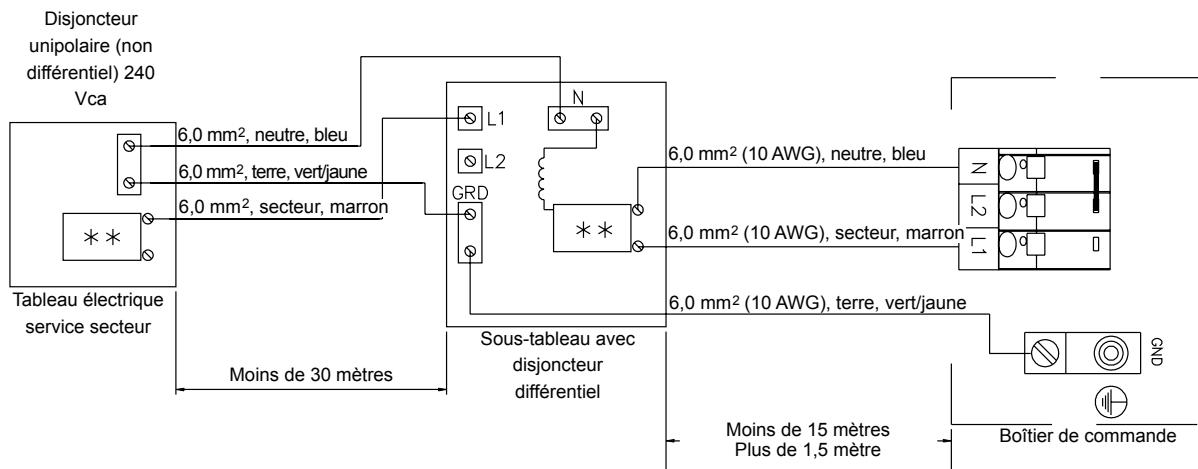 Disjoncteur
unipolaire (non
différentiel) 240
Vca
6,0 mm², neutre, bleu
6,0 mm², terre, vert/jaune
6,0 mm², secteur, marron
**
Tableau électrique
service secteur
Moins de 30 mètres
L1
L2
GRD
N
**
Sous-tableau avec
disjoncteur
différentiel
6,0 mm² (10 AWG), neutre, bleu
6,0 mm² (10 AWG), secteur, marron
6,0 mm² (10 AWG), terre, vert/jaune
Moins de 15 mètres
Plus de 1,5 mètre
N
L2
L1
GND
Boîtier de commande